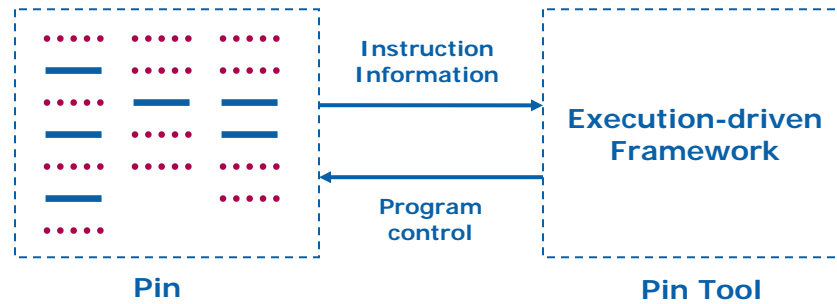 Instruction
Information
Execution-driven
Framework
Program
control
Pin
Pin Tool